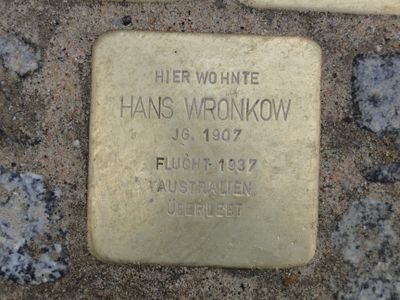 HIER WOHNTE
HANS WRONKOW
JG. 1907
FLUCHT 1937
AUSTRALIEN
ÜBERLEBT